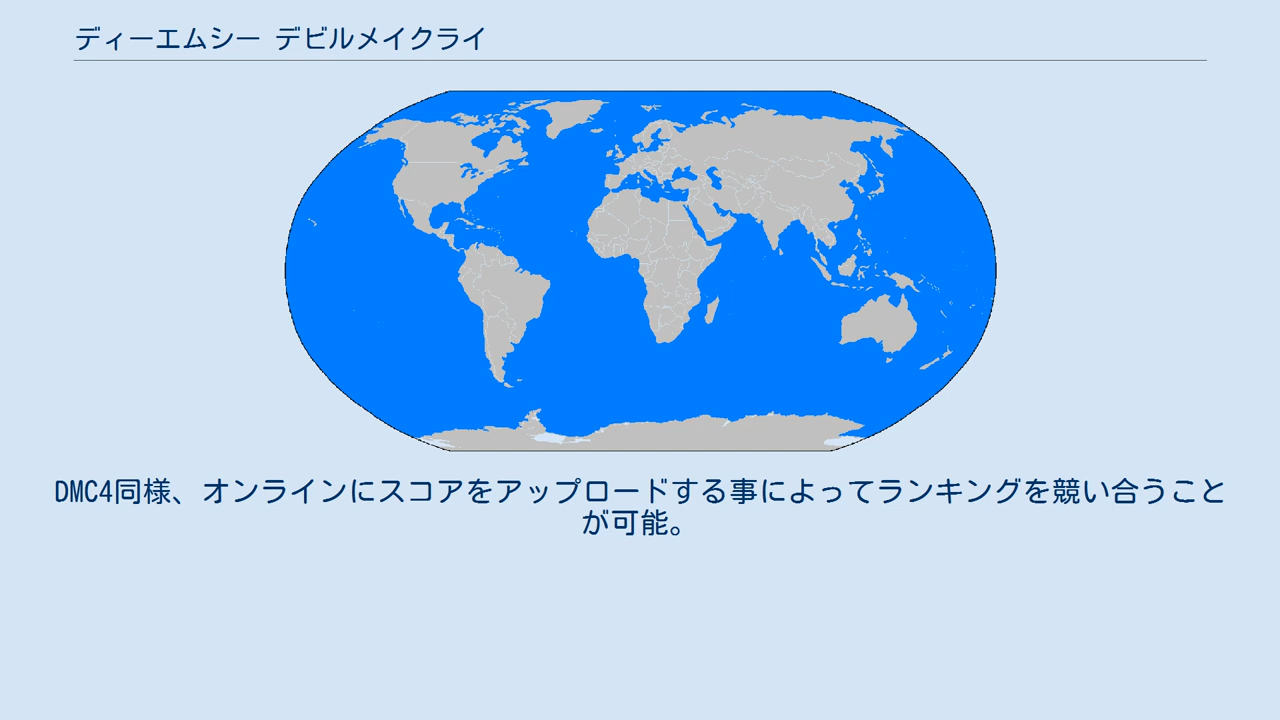 ディーエムシー デビルメイクライ
DMC4同様、オンラインにスコアをアップロードする事によってランキングを競い合うこと
が可能。